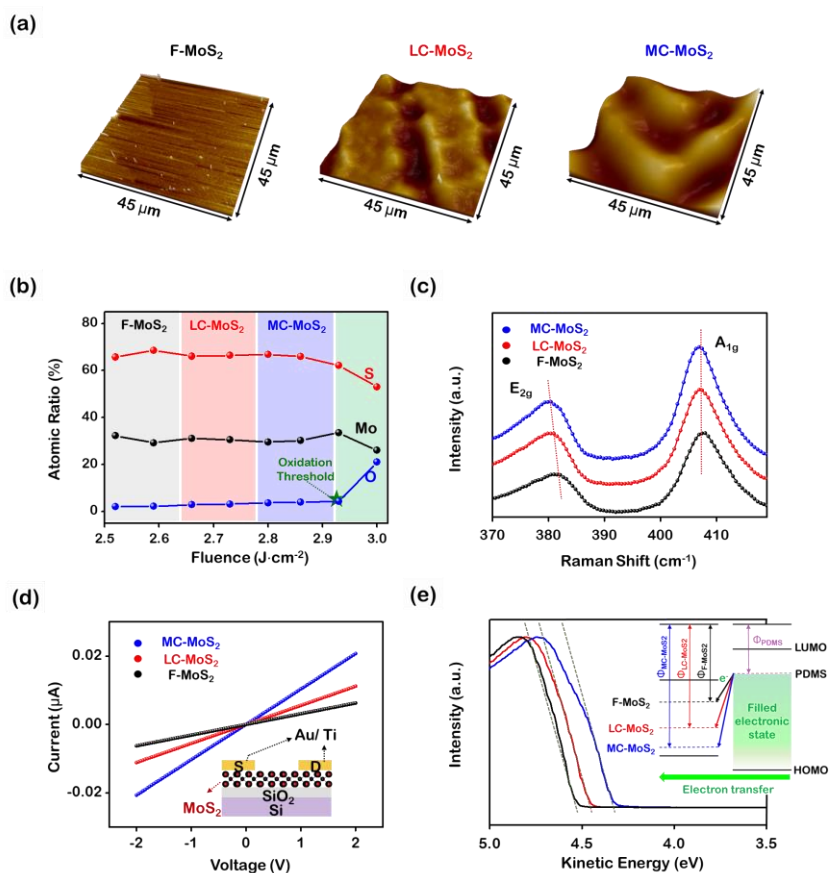 (a)
F-MoS₂
LC-MoS₂
MC-MoS₂
45 µm
45 µm
45 µm
45 µm
45 µm
45 µm
(b)
Atomic Ratio (%)
80
60
40
20
0
F-MoS₂
LC-MoS₂
MC-MoS₂
S
Mo
O
Oxidation
Threshold
2.5 2.6 2.7 2.8 2.9 3.0
Fluence (J·cm⁻²)
(c)
Intensity (a.u.)
MC-MoS₂
LC-MoS₂
F-MoS₂
E₂g
A₁g
370 380 390 400 410
Raman Shift (cm⁻¹)
(d)
Current (µA)
0.02
0.00
-0.02
MC-MoS₂
LC-MoS₂
F-MoS₂
Au/ Ti
S
D
MoS₂
SiO₂
Si
-2 -1 0 1 2
Voltage (V)
(e)
Intensity (a.u.)
ΦMC-MoS2
ΦLC-MoS2
ΦF-MoS2
ΦPDMS
LUMO
PDMS
e⁻
F-MoS₂
LC-MoS₂
MC-MoS₂
Filled
electronic
state
HOMO
Electron transfer
5.0 4.5 4.0 3.5
Kinetic Energy (eV)